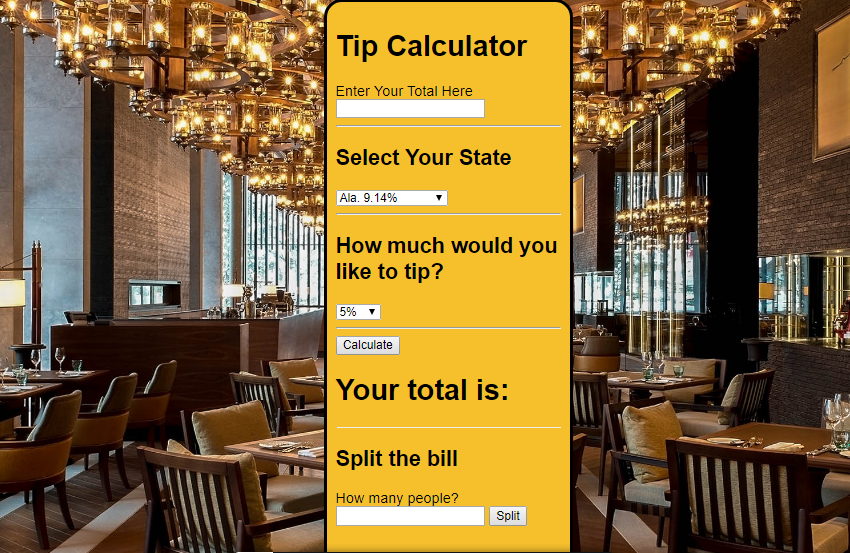 Tip Calculator
Enter Your Total Here
Select Your State
Ala. 9.14%
How much would you
like to tip?
5%
Calculate
Your total is:
Split the bill
How many people?
Split